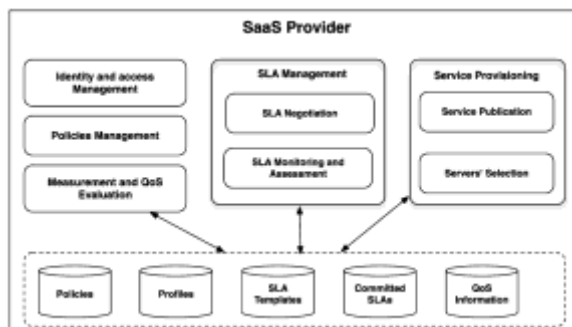 SaaS Provider
Identity and access
Management
Policies Management
Measurement and QoS
Evaluation
SLA Management
SLA Negotiation
SLA Monitoring and
Assessment
Service Provisioning
Service Publication
Servers' Selection
Policies
Profiles
SLA
Templates
Committed
SLAs
QoS
Information